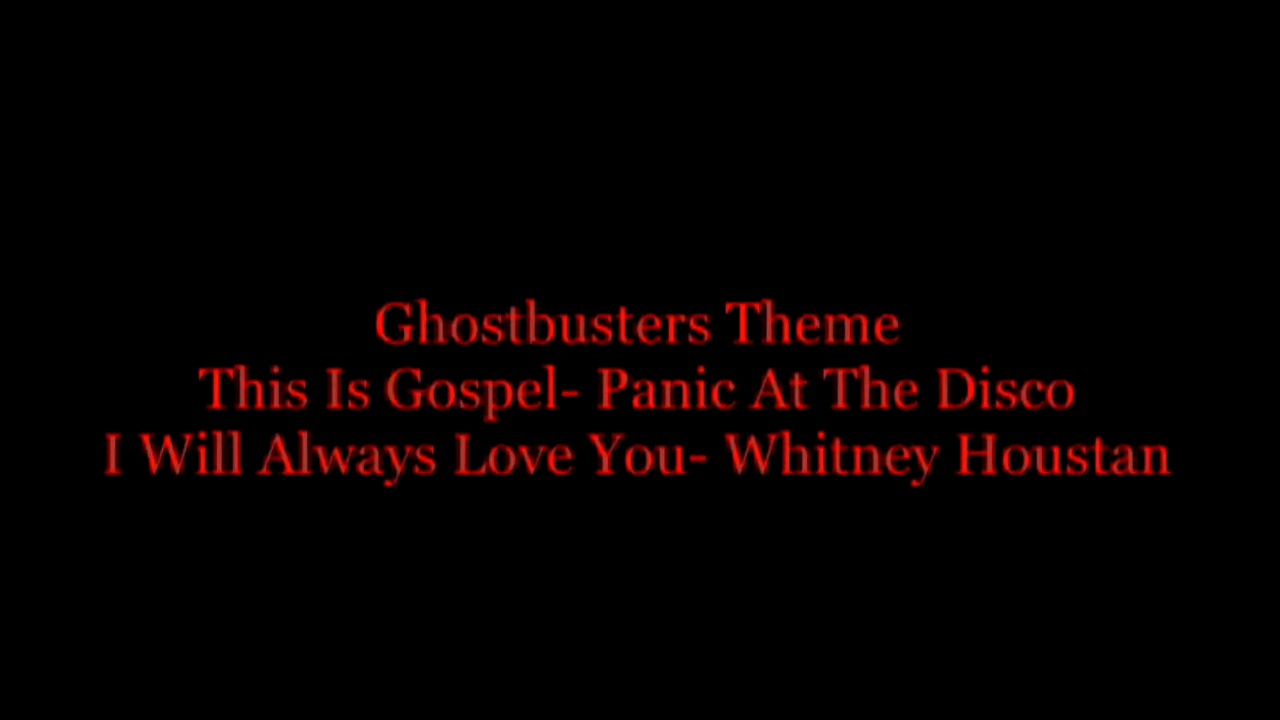 Ghostbusters Theme
This Is Gospel- Panic At The Disco
I Will Always Love You- Whitney Houstan